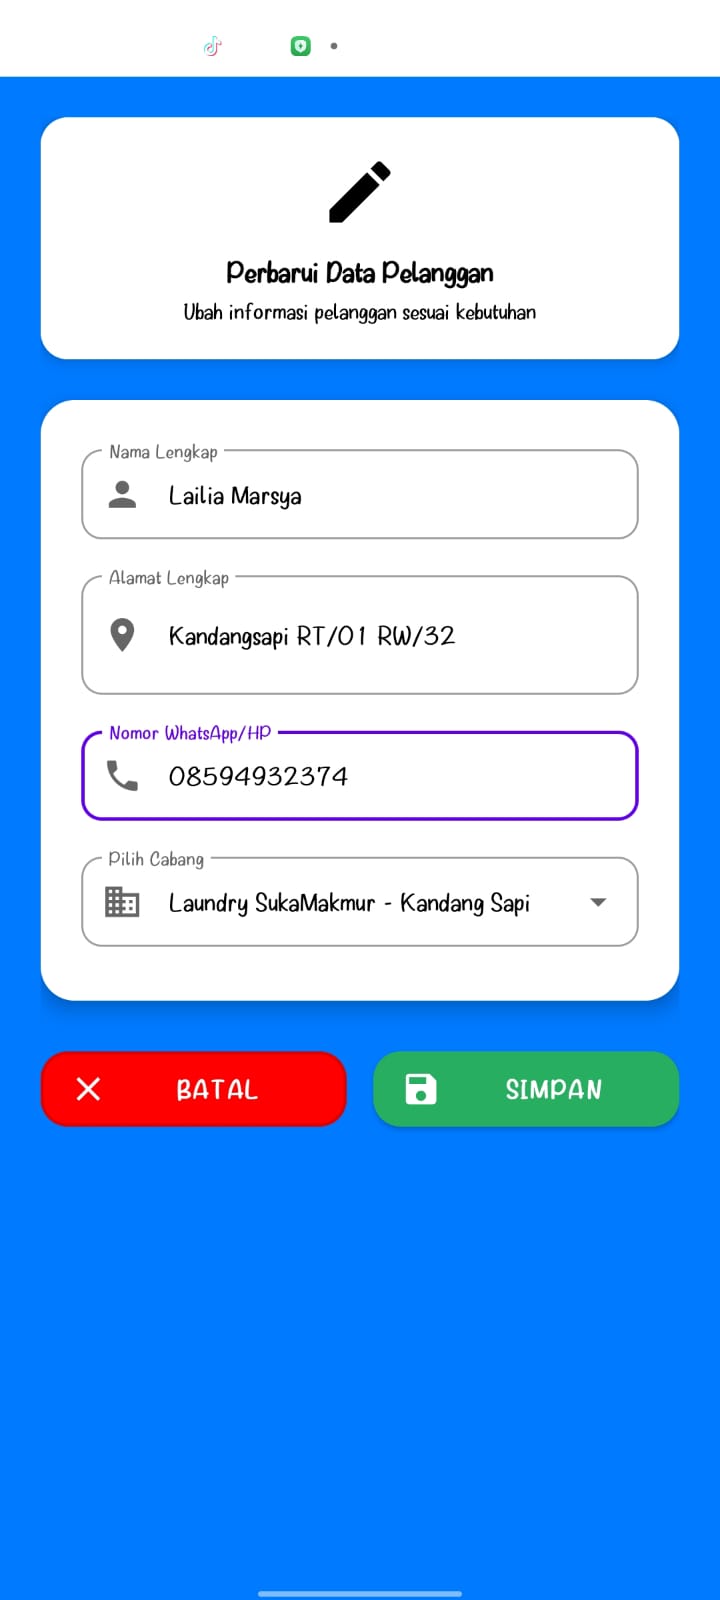 Perbarui Data Pelanggan
Ubah informasi pelanggan sesuai kebutuhan
Nama Lengkap
Lailia Marsya
Alamat Lengkap
Kandangsapi RT/01 RW/32
Nomor WhatsApp/HP
08594932374
Pilih Cabang
Laundry SukaMakmur - Kandang Sapi
BATAL
SIMPAN